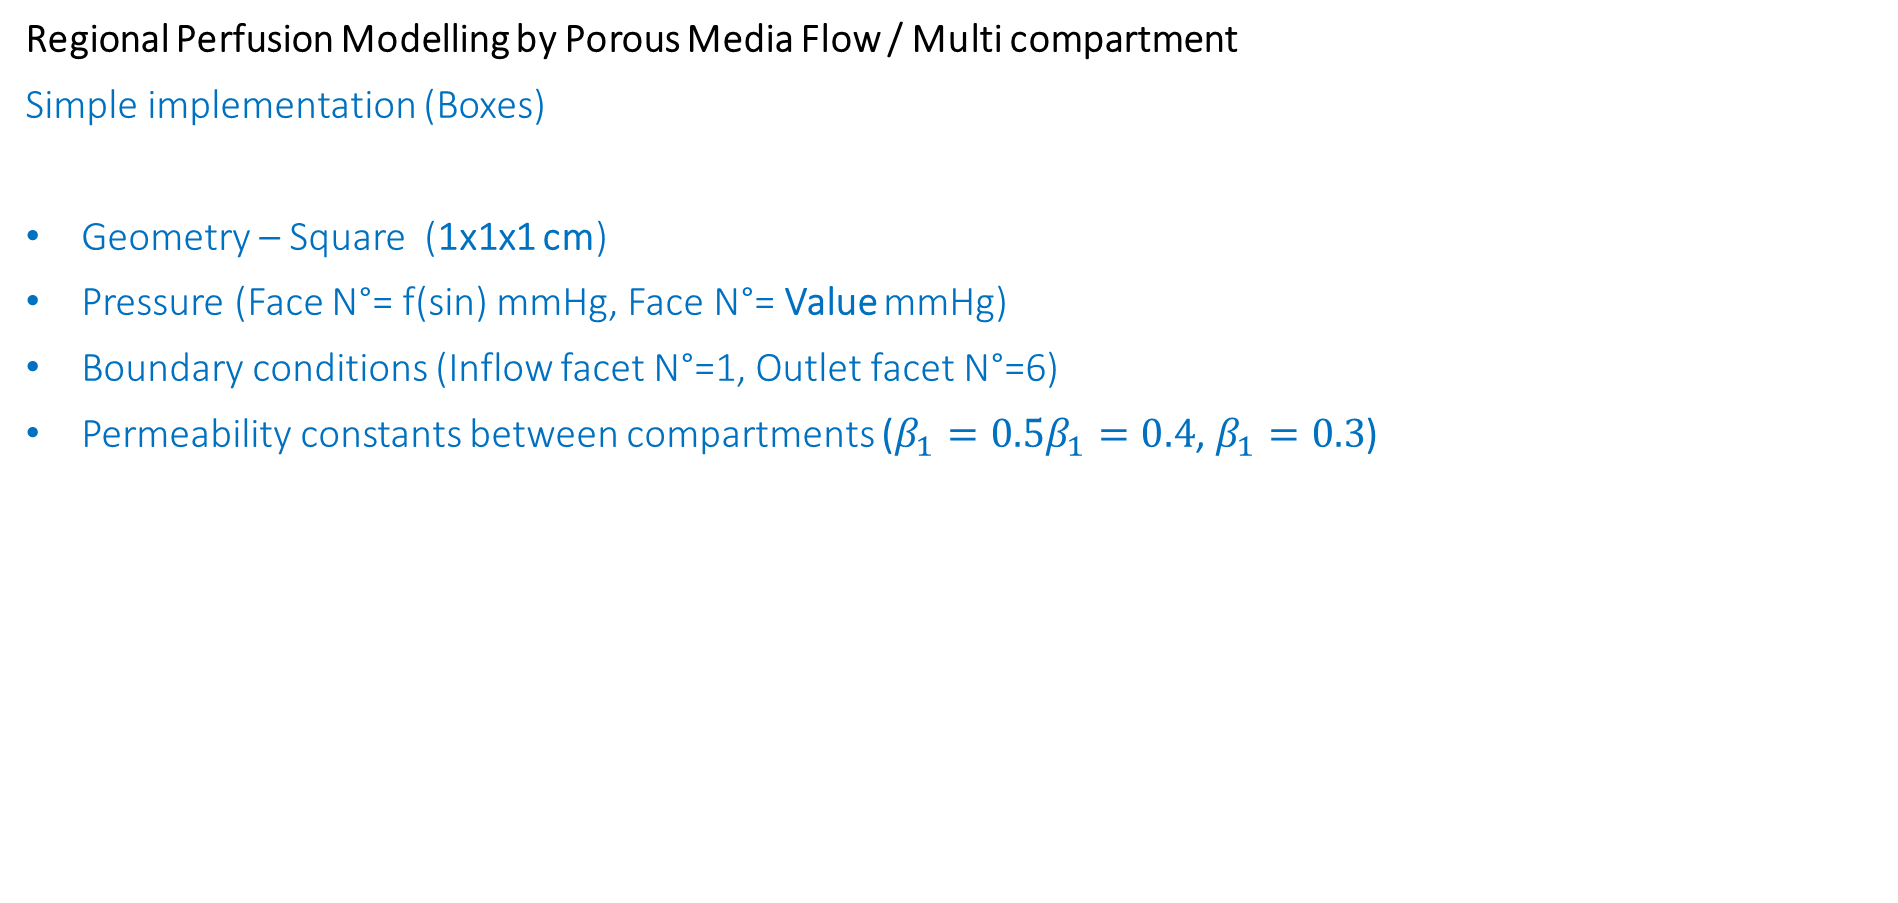 Regional Perfusion Modelling by Porous Media Flow / Multi compartment
Simple implementation (Boxes)
• Geometry – Square (1x1x1 cm)
• Pressure (Face N°= f(sin) mmHg, Face N°= Value mmHg)
• Boundary conditions (Inflow facet N°=1, Outlet facet N°=6)
• Permeability constants between compartments (β₁ = 0.5β₁ = 0.4, β₁ = 0.3)